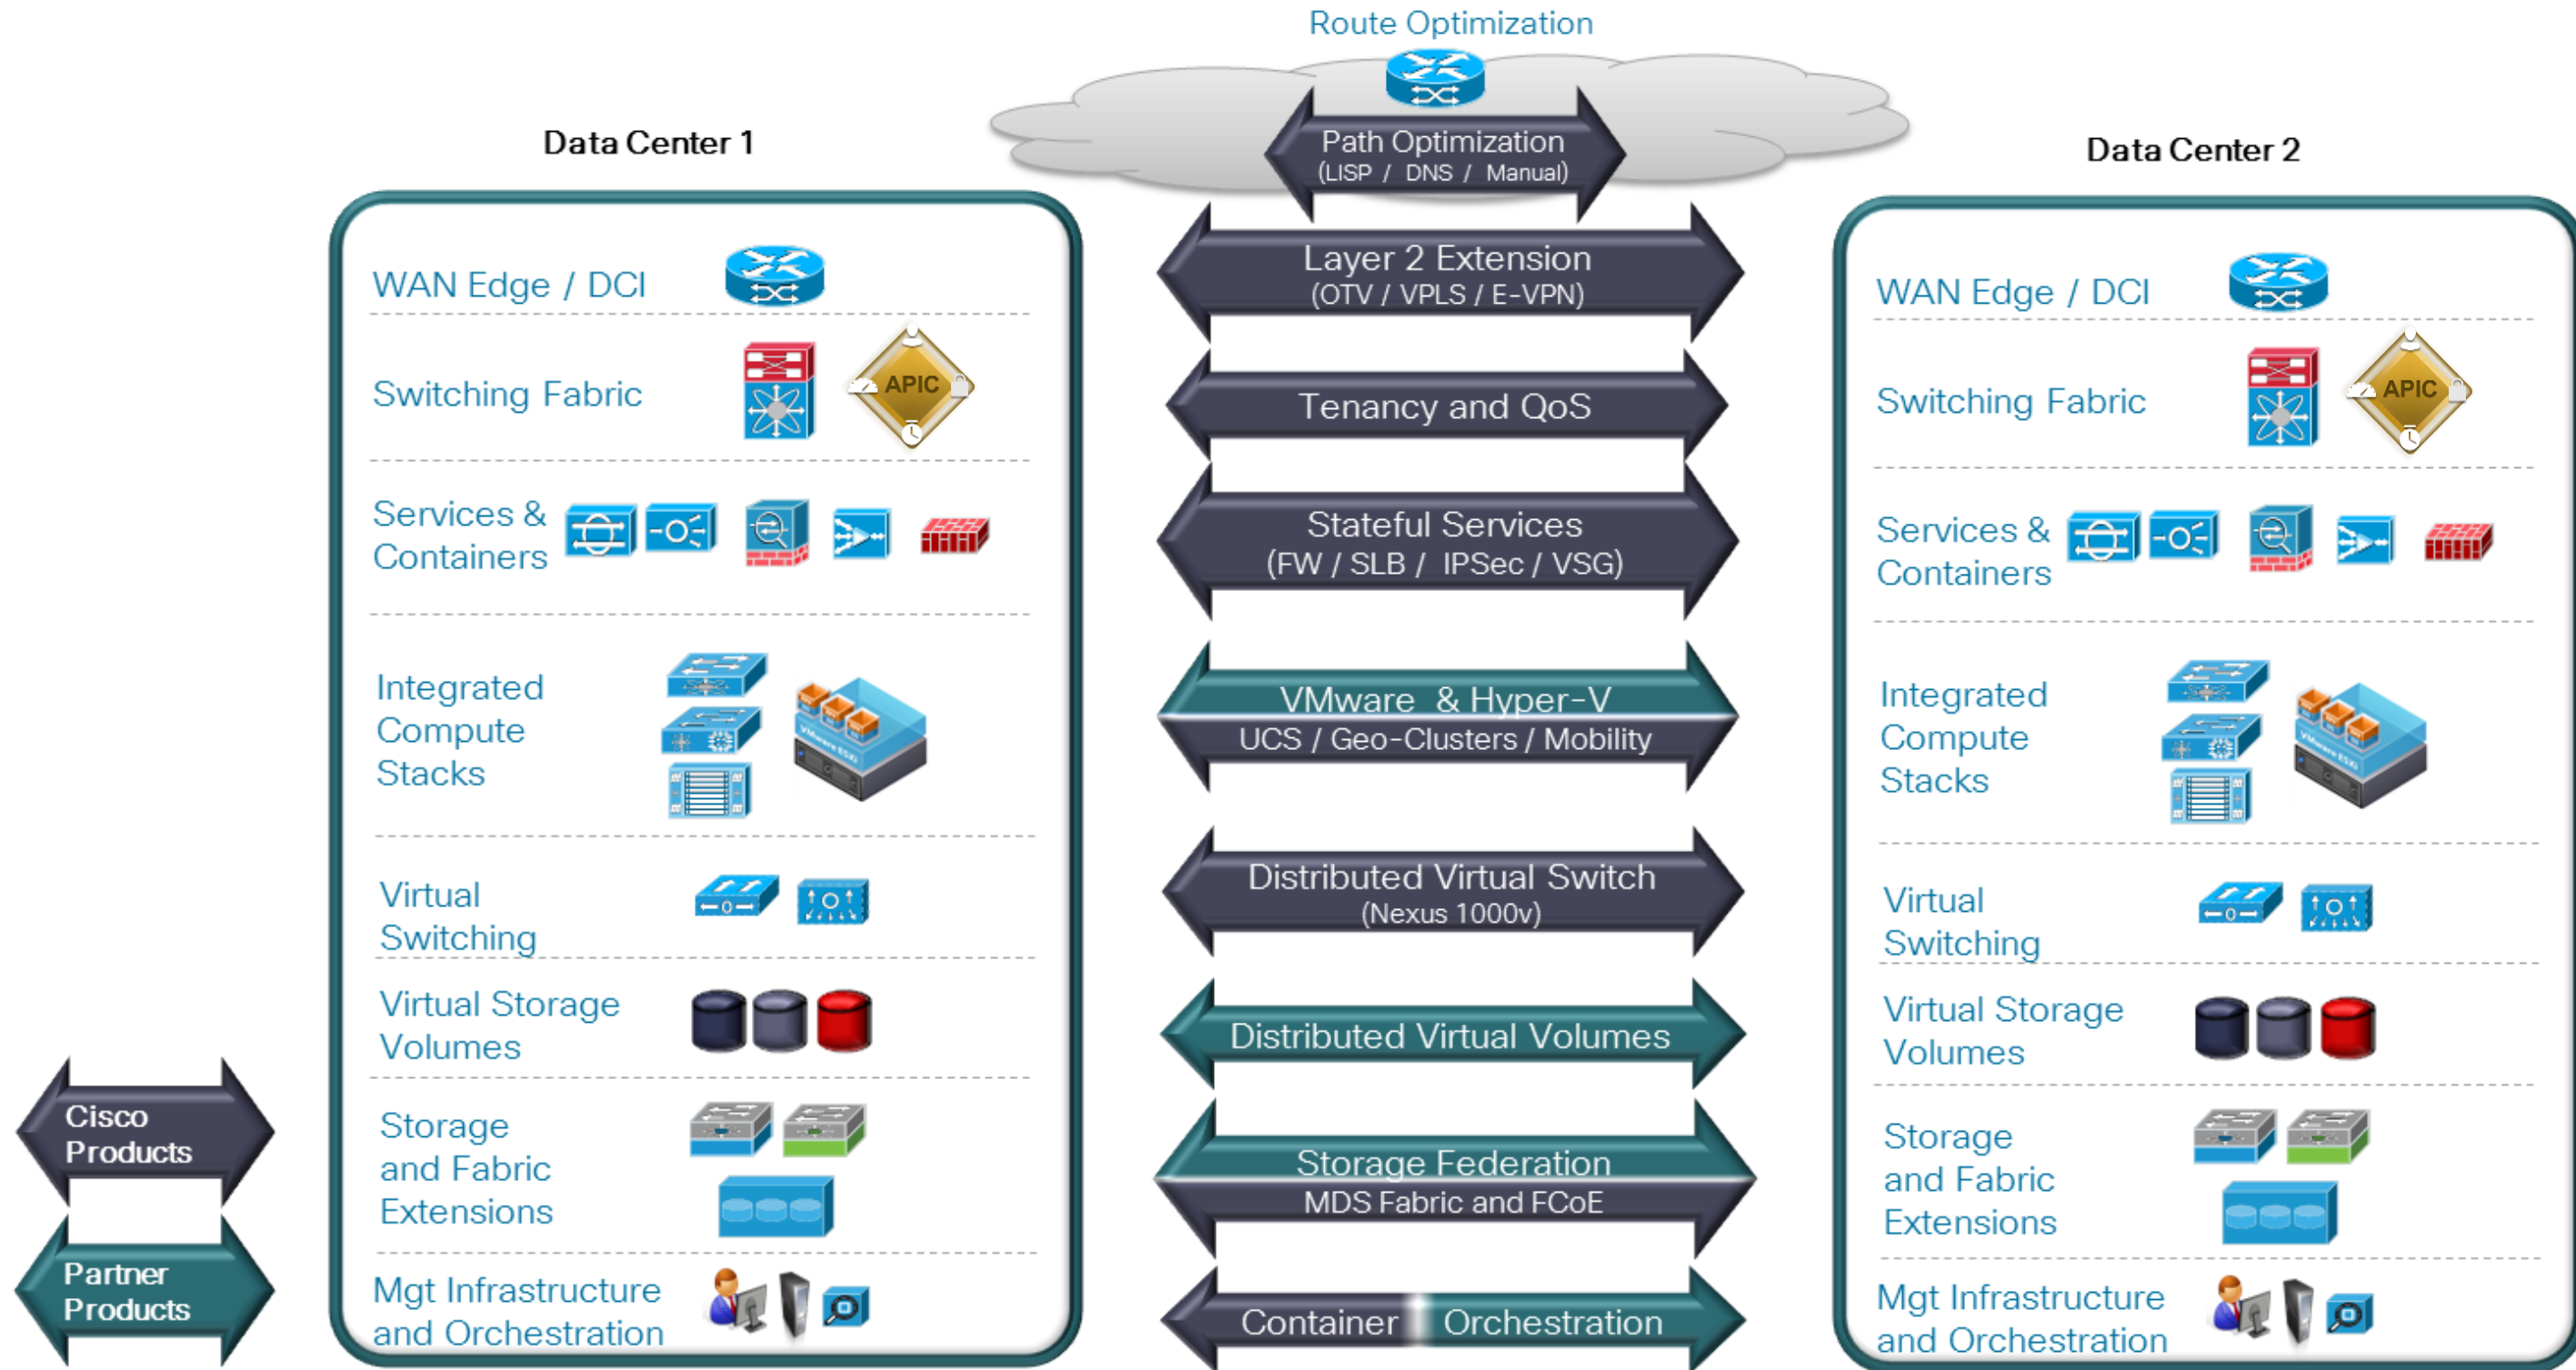 Route Optimization
Path Optimization
(LISP / DNS / Manual)
Data Center 1
WAN Edge / DCI
Switching Fabric
APIC
Services &
Containers
Integrated
Compute
Stacks
VMware ESXi
Virtual
Switching
Virtual Storage
Volumes
Storage
and Fabric
Extensions
Mgt Infrastructure
and Orchestration
Layer 2 Extension
(OTV / VPLS / E-VPN)
Tenancy and QoS
Stateful Services
(FW / SLB / IPSec / VSG)
VMware & Hyper-V
UCS / Geo-Clusters / Mobility
Distributed Virtual Switch
(Nexus 1000v)
Distributed Virtual Volumes
Storage Federation
MDS Fabric and FCoE
Container Orchestration
Data Center 2
WAN Edge / DCI
Switching Fabric
APIC
Services &
Containers
Integrated
Compute
Stacks
VMware ESXi
Virtual
Switching
Virtual Storage
Volumes
Storage
and Fabric
Extensions
Mgt Infrastructure
and Orchestration
Cisco
Products
Partner
Products